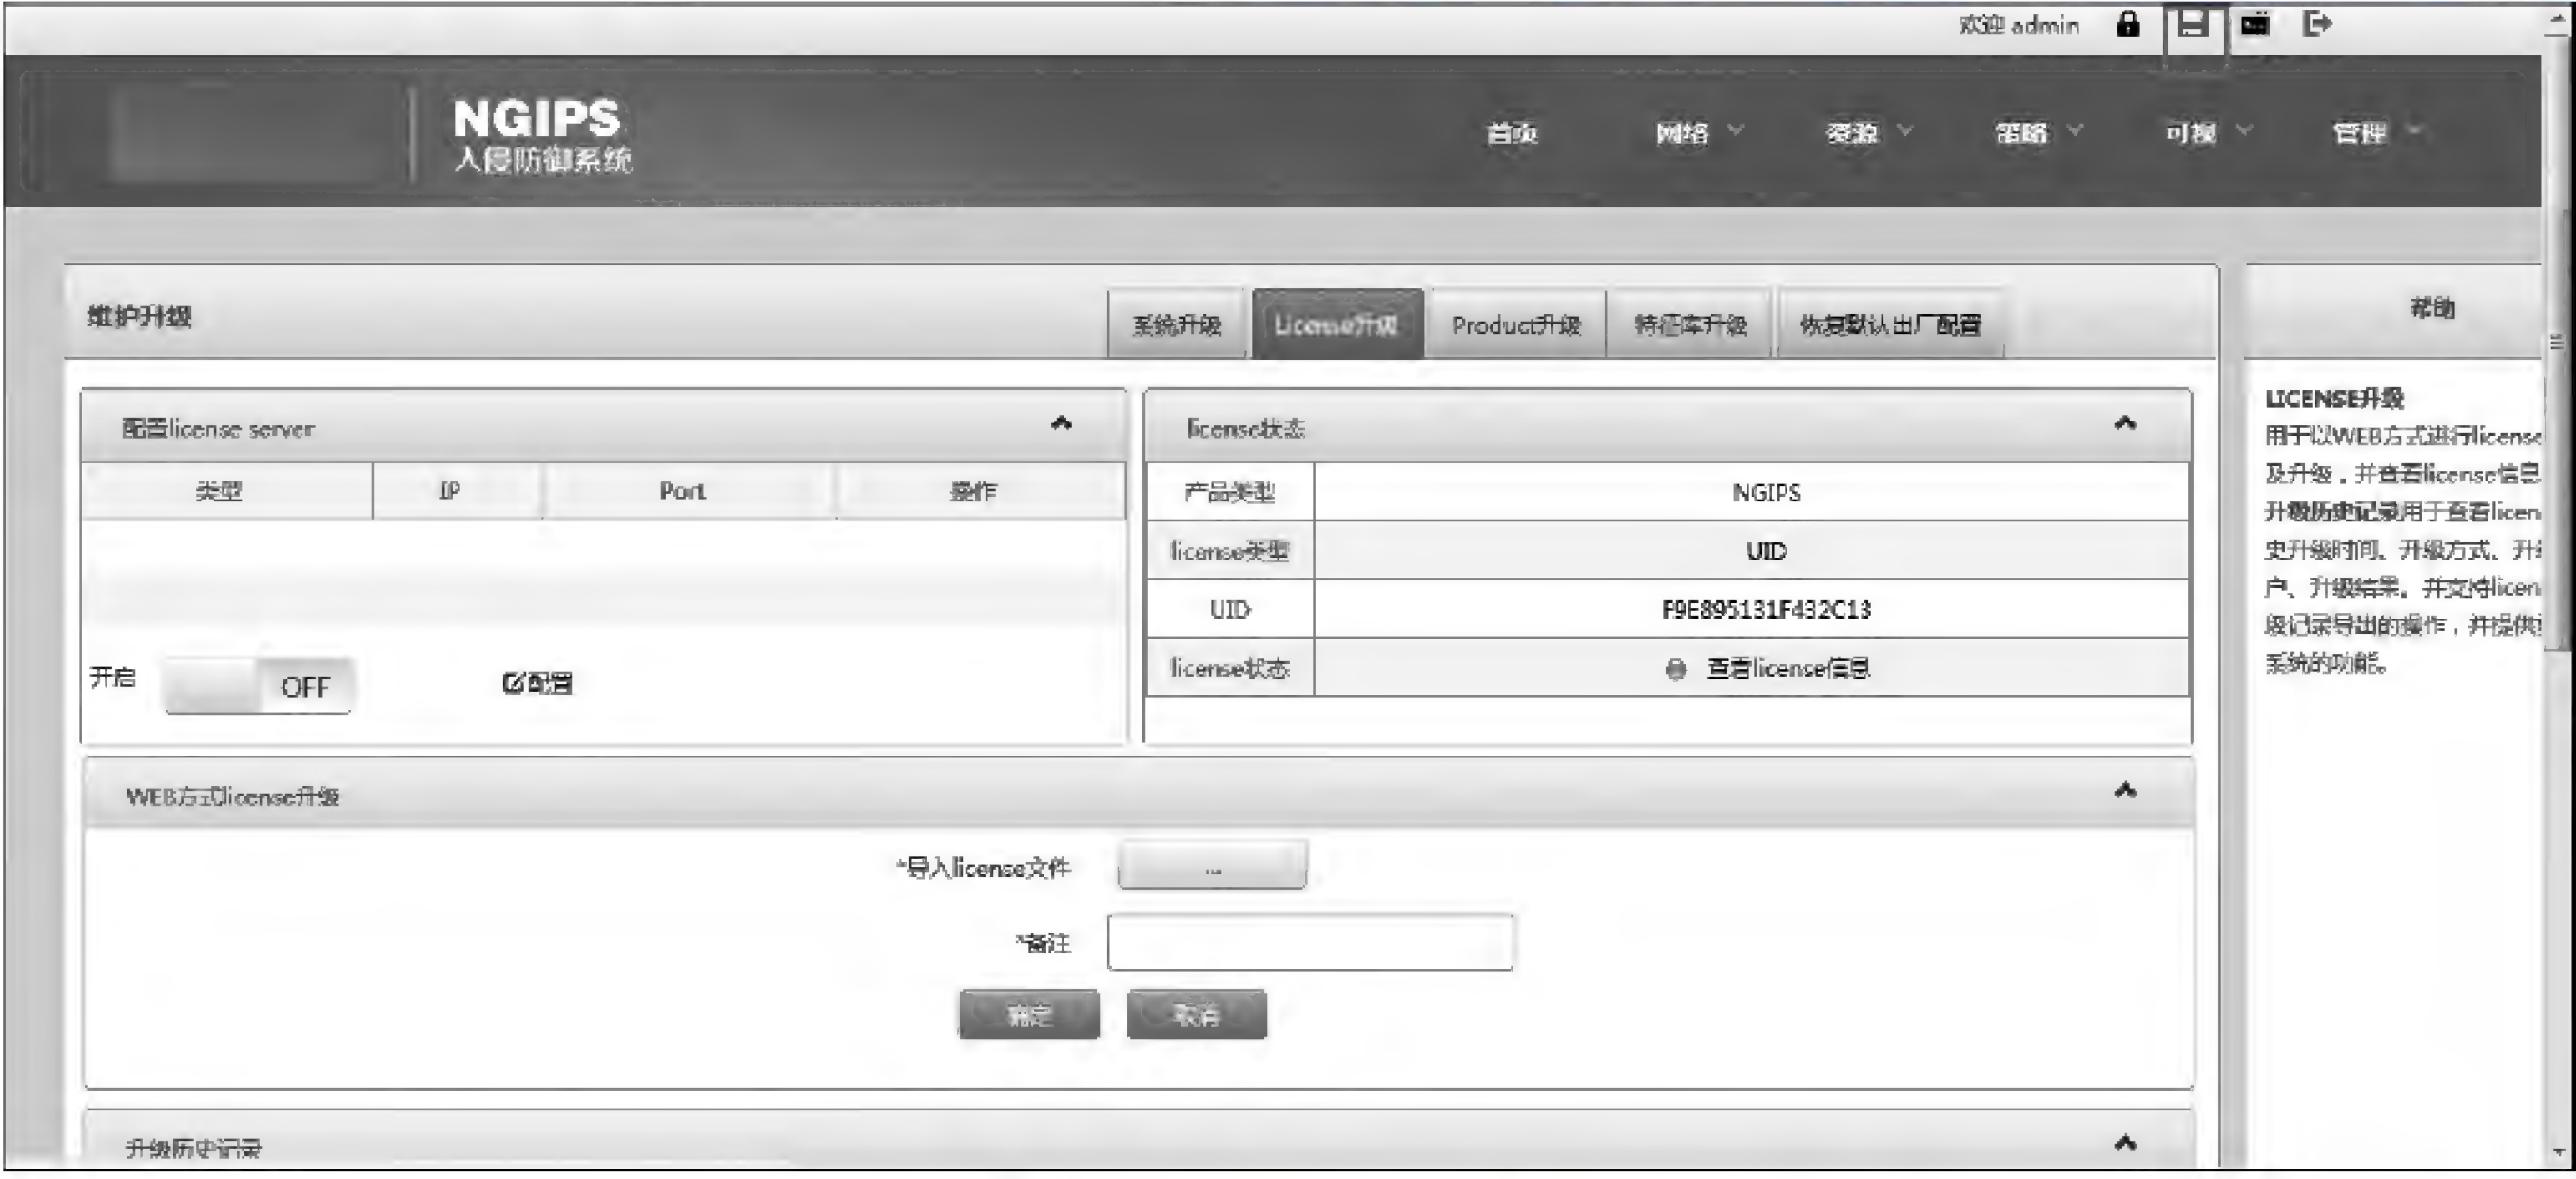 欢迎 admin
NGIPS
入侵防御系统
首页 网络 资源 策略 可视 管理
维护升级
系统升级 License升级 Product升级 特征库升级 恢复默认出厂配置
帮助
配置license server
类型 IP Port 操作
开启 OFF 配置
license状态
产品类型 NGIPS
license类型 UID
UID F9E895131F432C13
license状态 查看license信息
LICENSE升级
用于以WEB方式进行license
及升级，并查看license信息
升级历史记录用于查看licen
史升级时间、升级方式、升级
户、升级结果。并支持licen
级记录导出的操作，并提供
系统的功能。
WEB方式license升级
*导入license文件 ...
*备注
确定 取消
升级历史记录